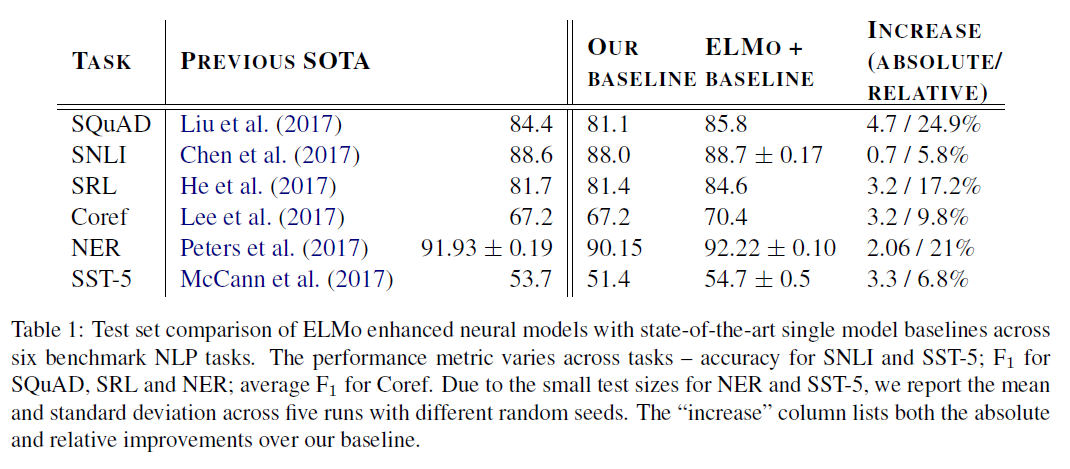 TASK PREVIOUS SOTA OUR BASELINE ELMO + BASELINE INCREASE (ABSOLUTE/ RELATIVE)
SQuAD Liu et al. (2017) 84.4 81.1 85.8 4.7 / 24.9%
SNLI Chen et al. (2017) 88.6 88.0 88.7 ± 0.17 0.7 / 5.8%
SRL He et al. (2017) 81.7 81.4 84.6 3.2 / 17.2%
Coref Lee et al. (2017) 67.2 67.2 70.4 3.2 / 9.8%
NER Peters et al. (2017) 91.93 ± 0.19 90.15 92.22 ± 0.10 2.06 / 21%
SST-5 McCann et al. (2017) 53.7 51.4 54.7 ± 0.5 3.3 / 6.8%
Table 1: Test set comparison of ELMo enhanced neural models with state-of-the-art single model baselines across
six benchmark NLP tasks. The performance metric varies across tasks – accuracy for SNLI and SST-5; F1 for
SQuAD, SRL and NER; average F1 for Coref. Due to the small test sizes for NER and SST-5, we report the mean
and standard deviation across five runs with different random seeds. The “increase” column lists both the absolute
and relative improvements over our baseline.